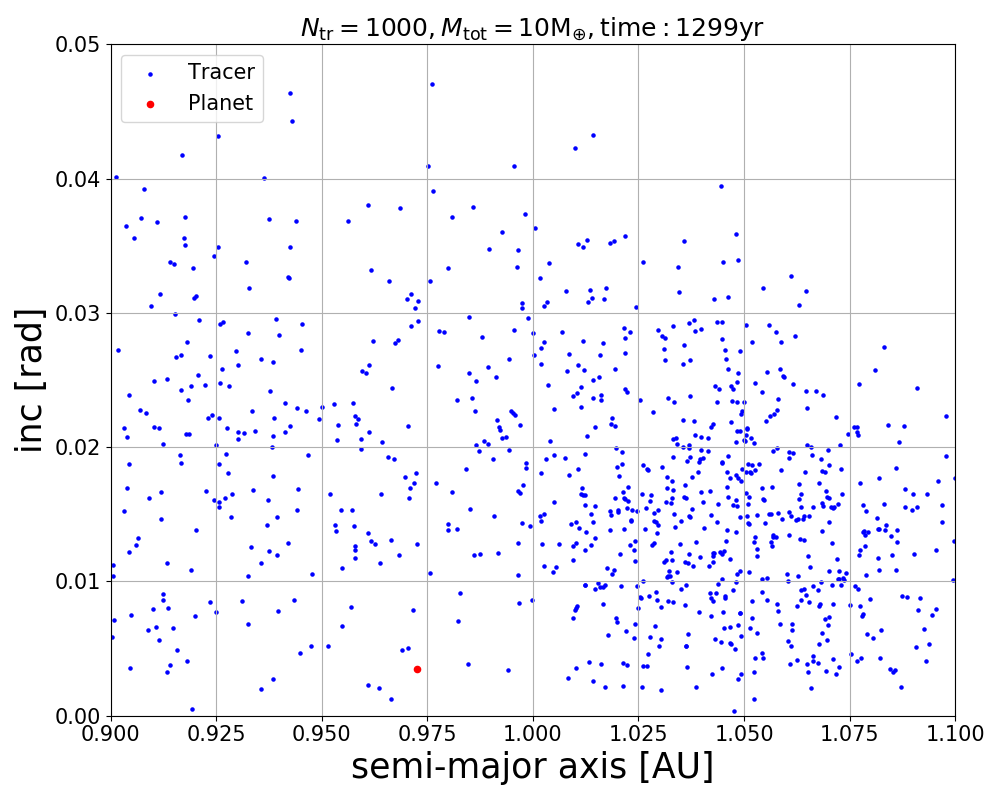 N_tr = 1000, M_tot = 10M_⊕, time : 1299yr
0.05
0.04
0.03
0.02
0.01
0.00
inc [rad]
Tracer
Planet
0.900 0.925 0.950 0.975 1.000 1.025 1.050 1.075 1.100
semi-major axis [AU]